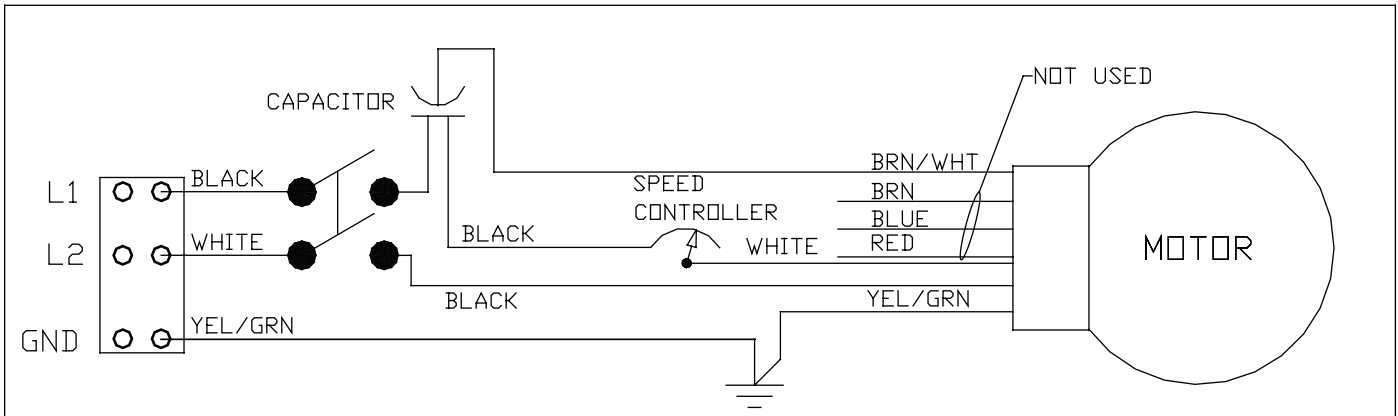 NOT USED
CAPACITOR
BRN/WHT
L1
BLACK
SPEED
CONTROLLER
BRN
BLUE
RED
L2
WHITE
BLACK
WHITE
MOTOR
BLACK
YEL/GRN
GND
YEL/GRN